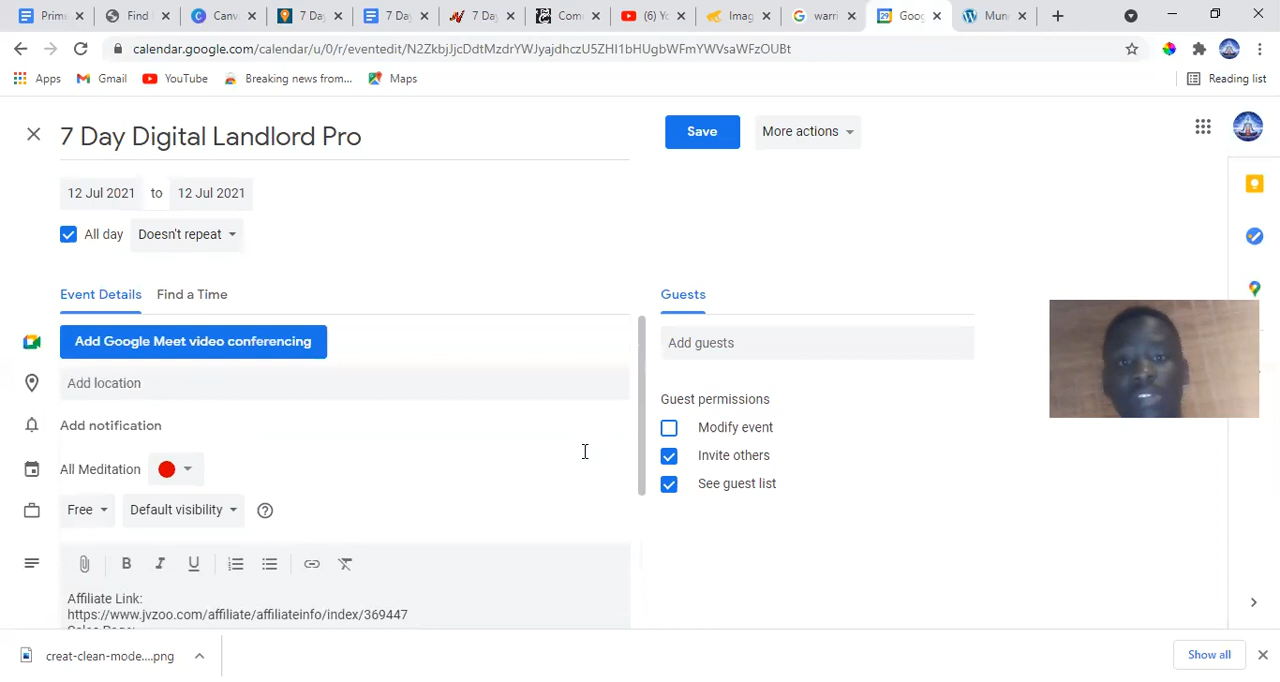 Prim
Find
Canv
7 Day
7 Day
7 Day
Com
(6) Yo
Imag
warri
Goog
Mun
calendar.google.com/calendar/u/0/r/eventedit/N2ZkbjJjcDdtMzdrYWJyajdhczU5ZHI1bHUgbWFmYWVsaWFzOUBt
Apps
Gmail
YouTube
Breaking news from...
Maps
Reading list
7 Day Digital Landlord Pro
Save
More actions
12 Jul 2021 to 12 Jul 2021
All day
Doesn't repeat
Event Details
Find a Time
Guests
Add Google Meet video conferencing
Add guests
Add location
Guest permissions
Add notification
Modify event
Invite others
All Meditation
See guest list
Free
Default visibility
B I U
Affiliate Link:
https://www.jvzoo.com/affiliate/affiliateinfo/index/369447
creat-clean-mode....png
Show all